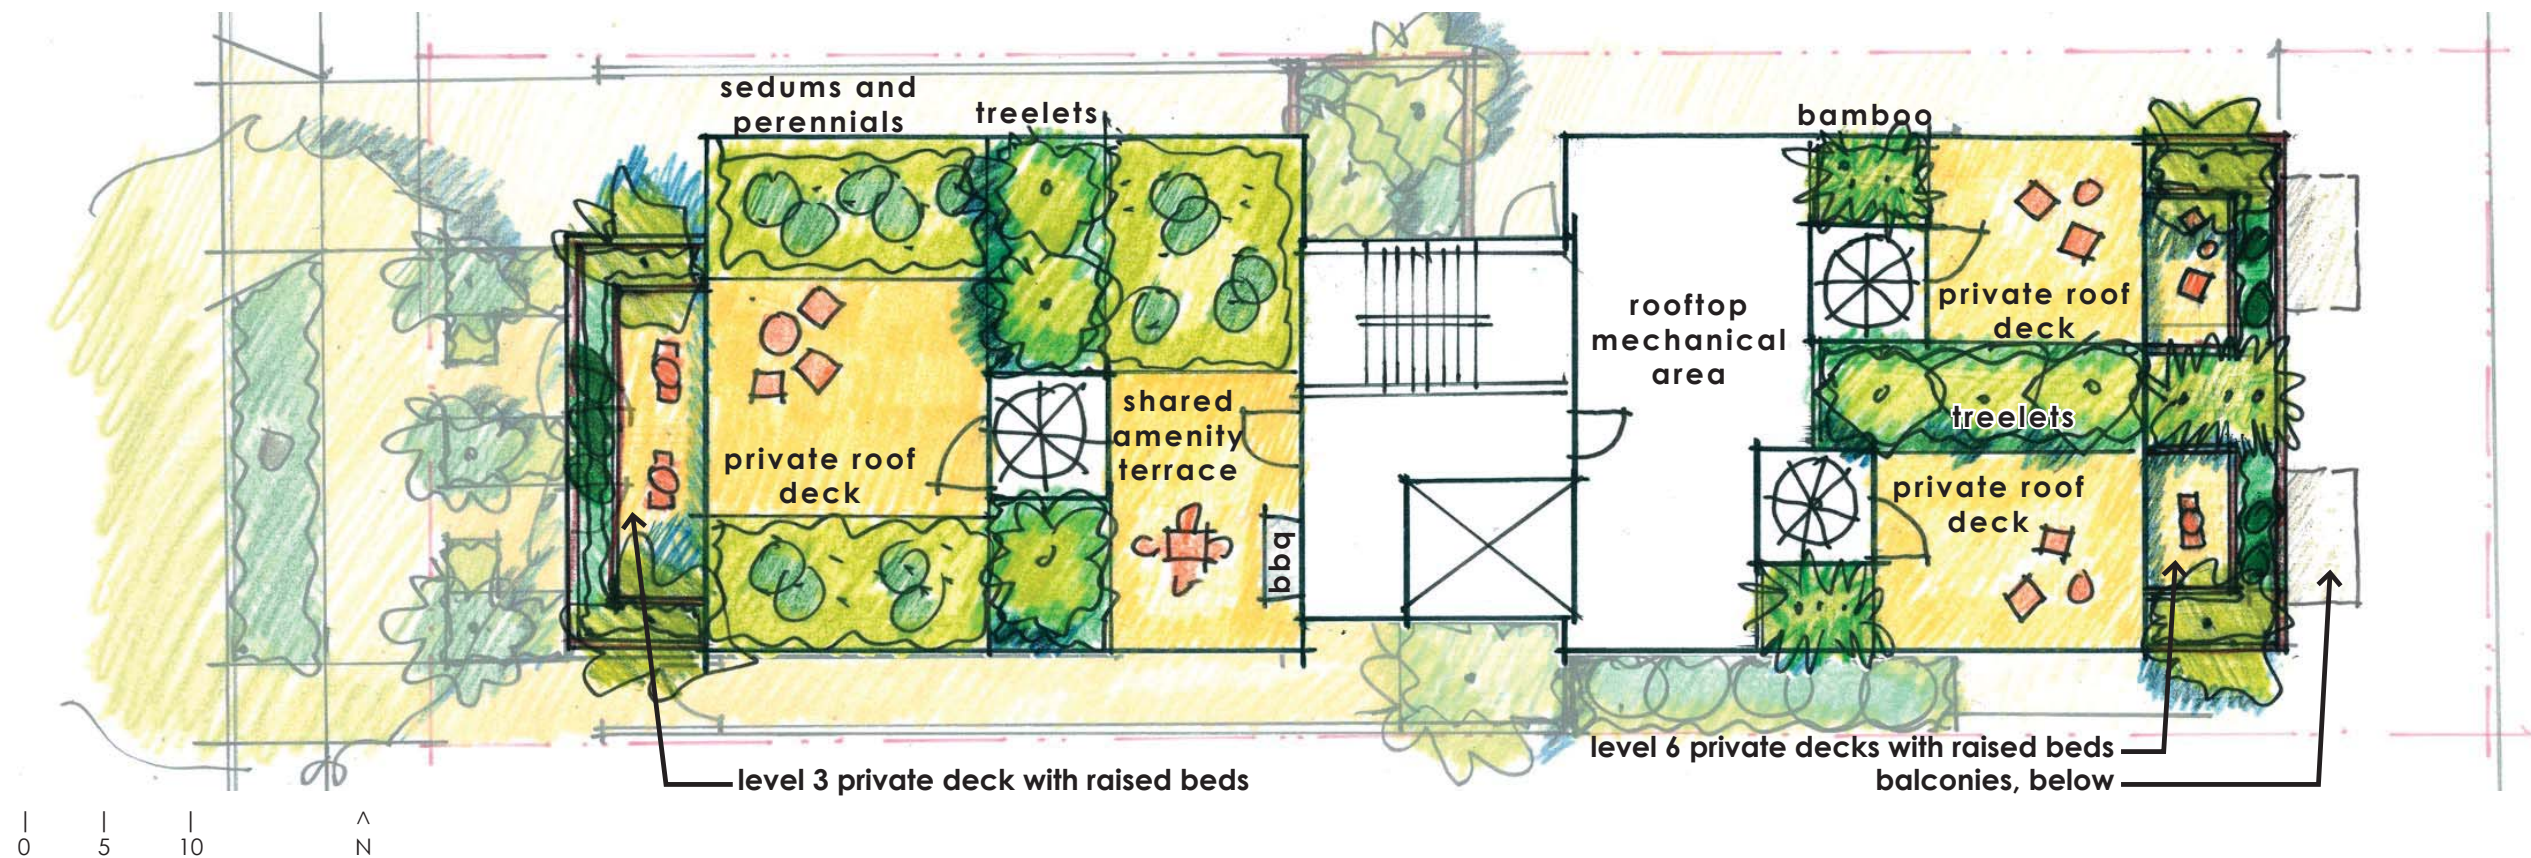 sedums and
perennials
treelets
bamboo
private roof
deck
rooftop
mechanical
area
shared
amenity
terrace
treelets
private roof
deck
private roof
deck
bbq
level 6 private decks with raised beds
balconies, below
level 3 private deck with raised beds
0 5 10
^
N